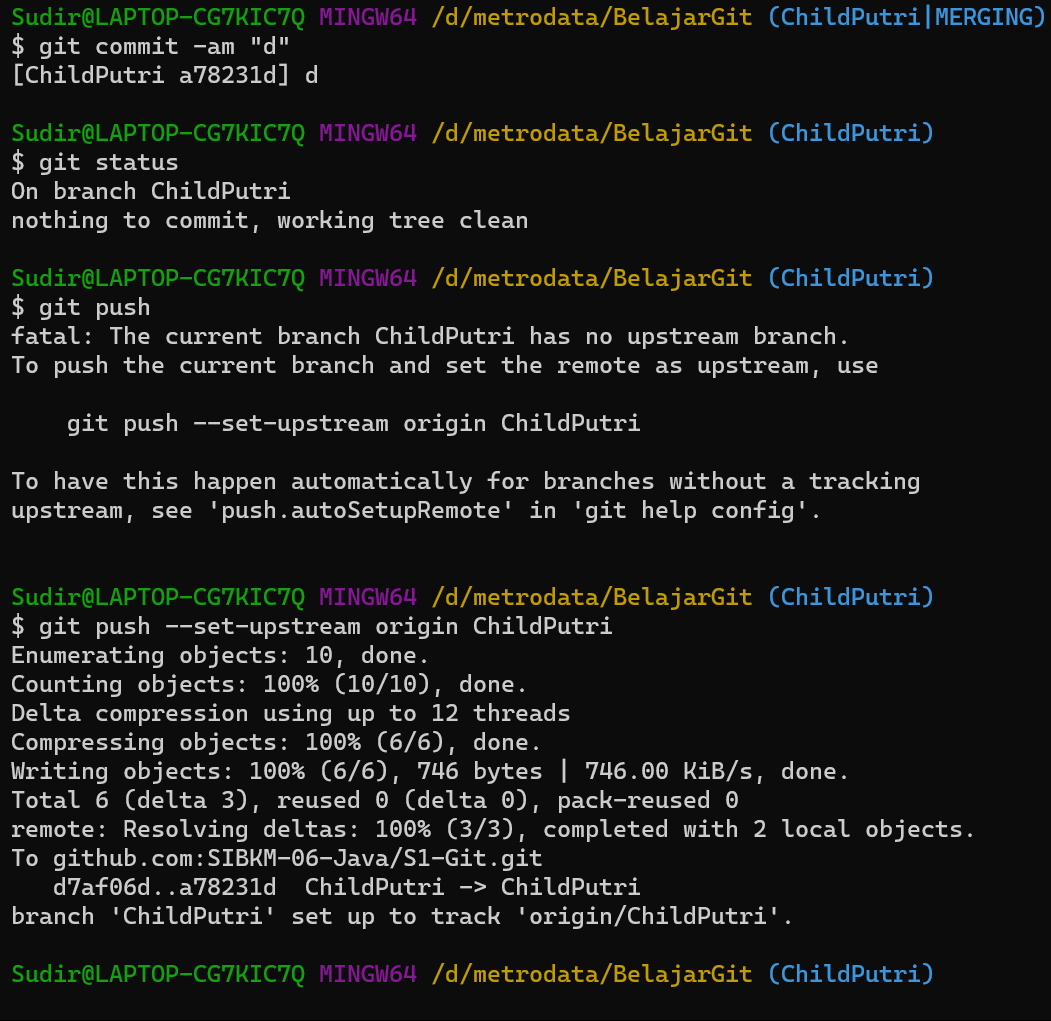 Sudir@LAPTOP-CG7KIC7Q MINGW64 /d/metrodata/BelajarGit (ChildPutri|MERGING)
$ git commit -am "d"
[ChildPutri a78231d] d

Sudir@LAPTOP-CG7KIC7Q MINGW64 /d/metrodata/BelajarGit (ChildPutri)
$ git status
On branch ChildPutri
nothing to commit, working tree clean

Sudir@LAPTOP-CG7KIC7Q MINGW64 /d/metrodata/BelajarGit (ChildPutri)
$ git push
fatal: The current branch ChildPutri has no upstream branch.
To push the current branch and set the remote as upstream, use

    git push --set-upstream origin ChildPutri

To have this happen automatically for branches without a tracking
upstream, see 'push.autoSetupRemote' in 'git help config'.


Sudir@LAPTOP-CG7KIC7Q MINGW64 /d/metrodata/BelajarGit (ChildPutri)
$ git push --set-upstream origin ChildPutri
Enumerating objects: 10, done.
Counting objects: 100% (10/10), done.
Delta compression using up to 12 threads
Compressing objects: 100% (6/6), done.
Writing objects: 100% (6/6), 746 bytes | 746.00 KiB/s, done.
Total 6 (delta 3), reused 0 (delta 0), pack-reused 0
remote: Resolving deltas: 100% (3/3), completed with 2 local objects.
To github.com:SIBKM-06-Java/S1-Git.git
   d7af06d..a78231d  ChildPutri -> ChildPutri
branch 'ChildPutri' set up to track 'origin/ChildPutri'.

Sudir@LAPTOP-CG7KIC7Q MINGW64 /d/metrodata/BelajarGit (ChildPutri)